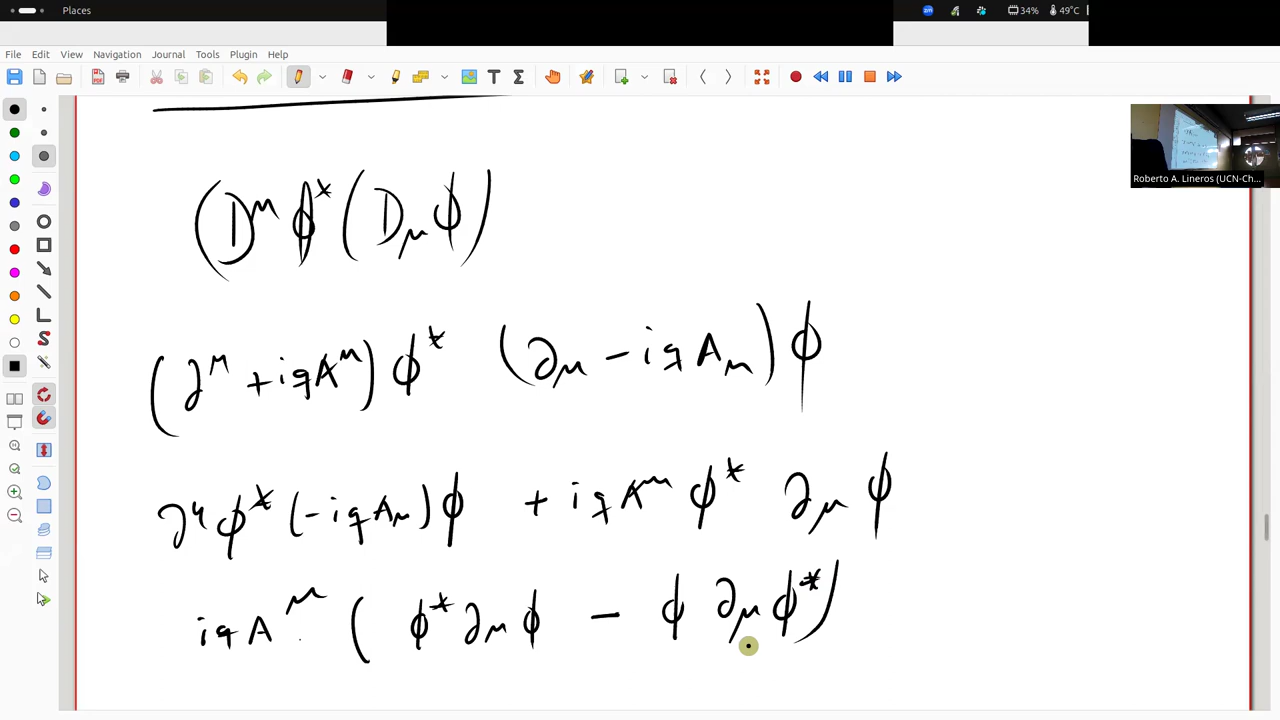 Places
34% 49°C
File Edit View Navigation Journal Tools Plugin Help
Roberto A. Lineros (UCN-Ch...
(D^μ ϕ)^* (D_μ ϕ)
(∂^μ + iqA^μ) ϕ^* (∂_μ − iqA_μ) ϕ
∂^μ ϕ^* (−iqA_μ) ϕ + iqA^μ ϕ^* ∂_μ ϕ
iqA^μ (ϕ^* ∂_μ ϕ − ϕ ∂_μ ϕ^*)